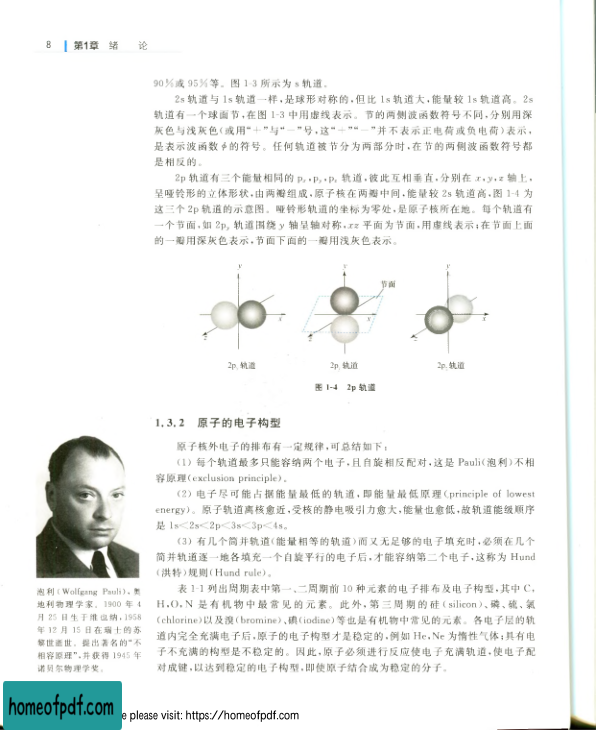 8 第1章 绪 论
90%或95%等。图1-3所示为s轨道。
2s轨道与1s轨道一样,是球形对称的,但比1s轨道大,能量较1s轨道高。2s
轨道有一个球面节,在图1-3中用虚线表示。节的两侧波函数符号不同,分别用深
灰色与浅灰色(或用“+”与“-”号,这“+”“-”并不表示正电荷或负电荷)表示,
是表示波函数φ的符号。任何轨道被节分为两部分时,在节的两侧波函数符号都
是相反的。
2p轨道有三个能量相同的px,py,pz轨道,彼此互相垂直,分别在x,y,z轴上,
呈哑铃形的立体形状,由两瓣组成,原子核在两瓣中间,能量较2s轨道高,图1-4为
这三个2p轨道的示意图。哑铃形轨道的坐标为零处,是原子核所在地。每个轨道有
一个节面,如2py轨道围绕y轴呈轴对称,xz平面为节面,用虚线表示;在节面上面
的一瓣用深灰色表示,节面下面的一瓣用浅灰色表示。
y y y
节面
x x x
z z z
2px轨道 2py轨道 2pz轨道
图1-4 2p轨道
1.3.2 原子的电子构型
原子核外电子的排布有一定规律,可总结如下:
(1)每个轨道最多只能容纳两个电子,且自旋相反配对,这是Pauli(泡利)不相
容原理(exclusion principle)。
(2)电子尽可能占据能量最低的轨道,即能量最低原理(principle of lowest
energy)。原子轨道离核愈近,受核的静电吸引力愈大,能量也愈低,故轨道能级顺序
是1s<2s<2p<3s<3p<4s。
(3)有几个简并轨道(能量相等的轨道)而又无足够的电子填充时,必须在几个
简并轨道逐一地各填充一个自旋平行的电子后,才能容纳第二个电子,这称为Hund
(洪特)规则(Hund rule)。
表1-1列出周期表中第一、二周期前10种元素的电子排布及电子构型,其中C,
H,O,N是有机物中最常见的元素。此外,第三周期的硅(silicon)、磷、硫、氯
(chlorine)以及溴(bromine)、碘(iodine)等也是有机物中常见的元素。各电子层的轨
道内完全充满电子后,原子的电子构型才是稳定的,例如He,Ne为惰性气体;具有电
子不充满的构型是不稳定的。因此,原子必须进行反应使电子充满轨道,使电子配
对成键,以达到稳定的电子构型,即使原子结合成为稳定的分子。
泡利(Wolfgang Pauli),奥
地利物理学家。1900年4
月25日生于维也纳,1958
年12月15日在瑞士的苏
黎世逝世。提出著名的“不
相容原理”,并获得1945年
诺贝尔物理学奖。
homeofpdf.com
e please visit: https://homeofpdf.com